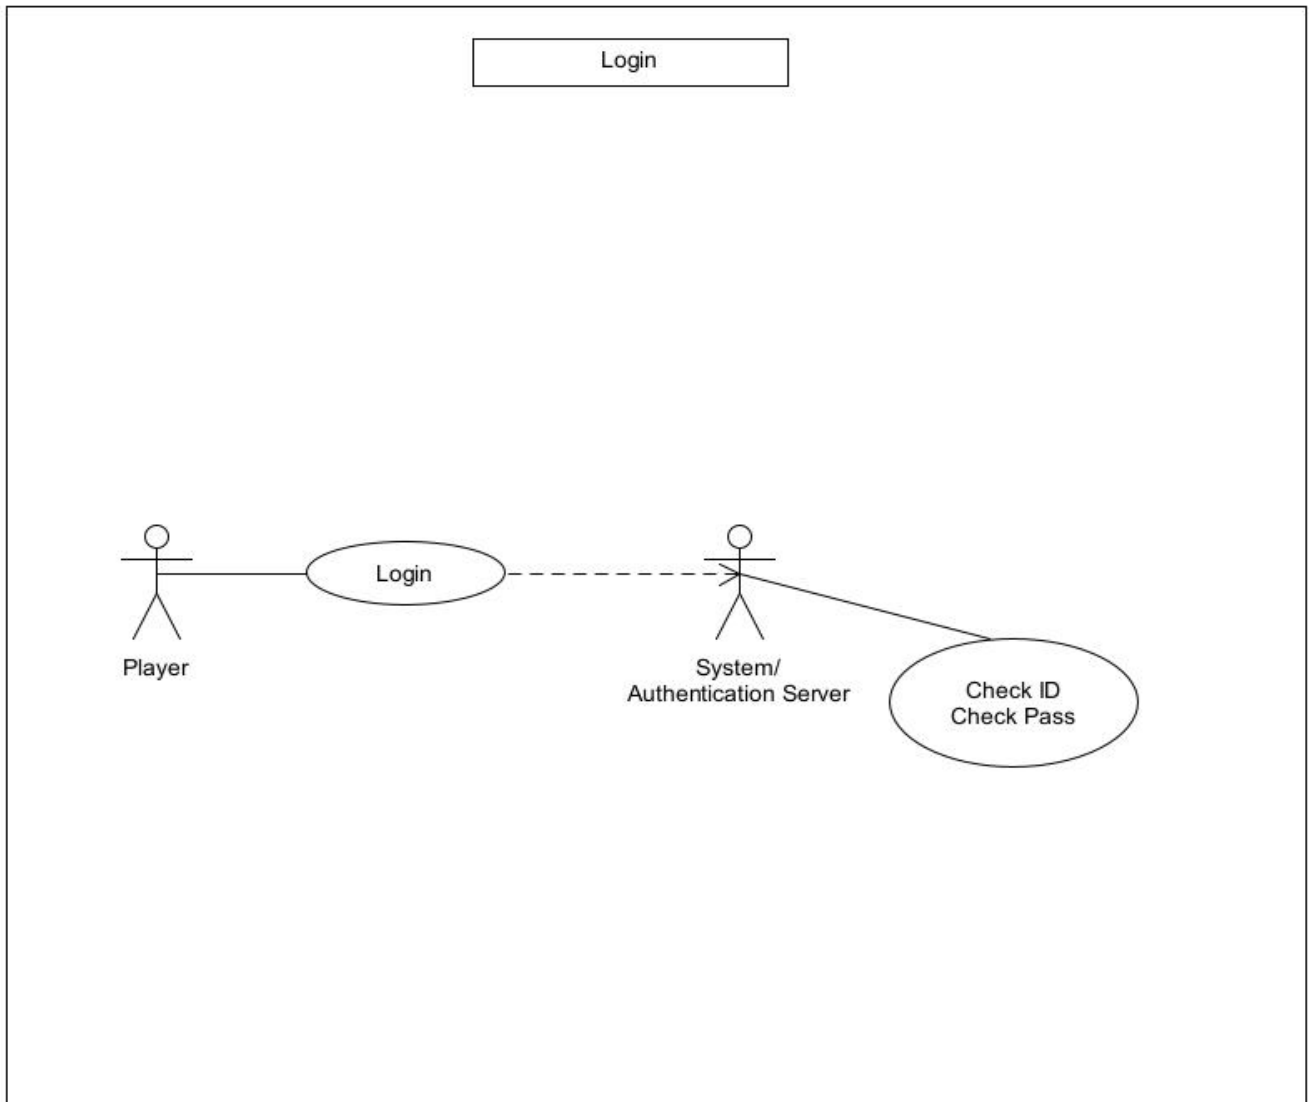 Login
Login
Player
System/
Authentication Server
Check ID
Check Pass